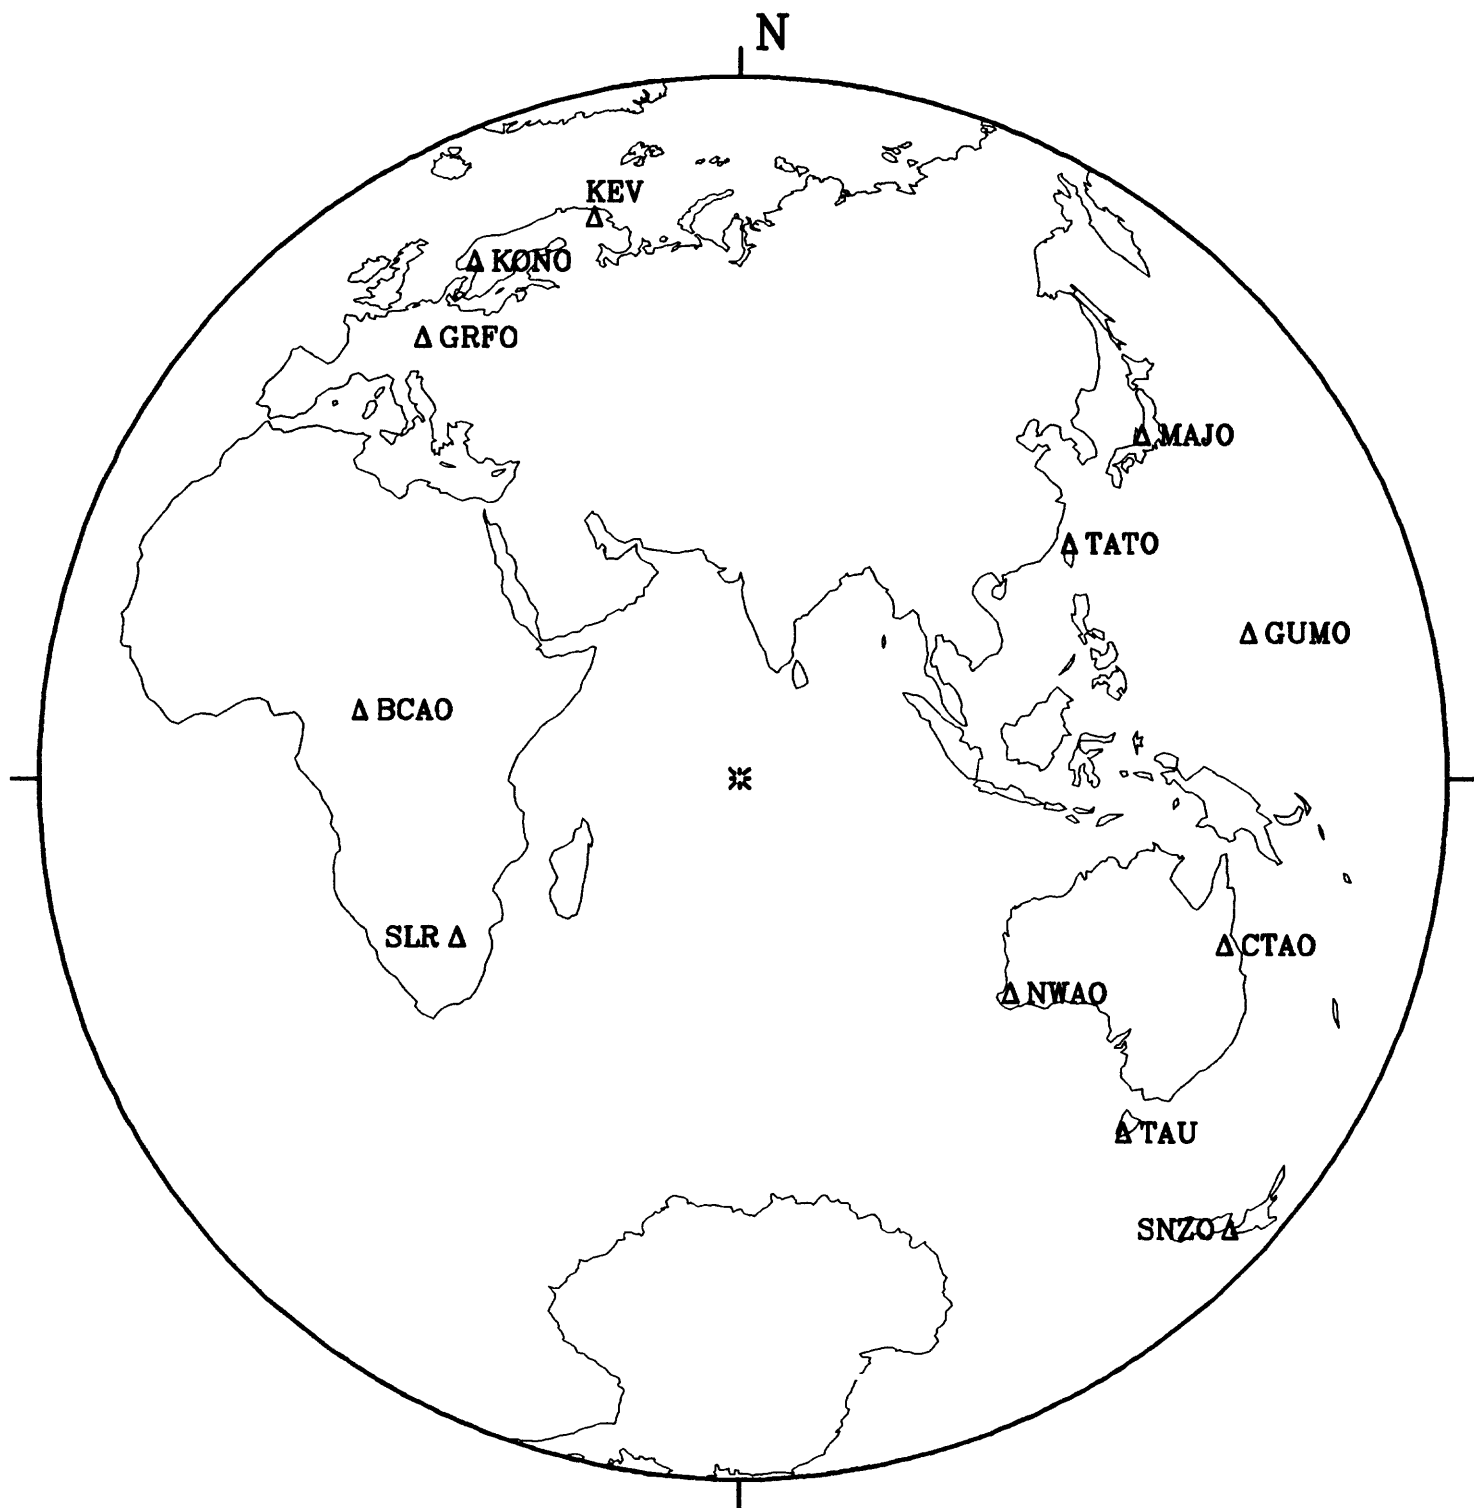 N
KEV
KONO
GRFO
MAJO
TATO
GUMO
BCAO
SLR
CTAO
NWAO
TAU
SNZO